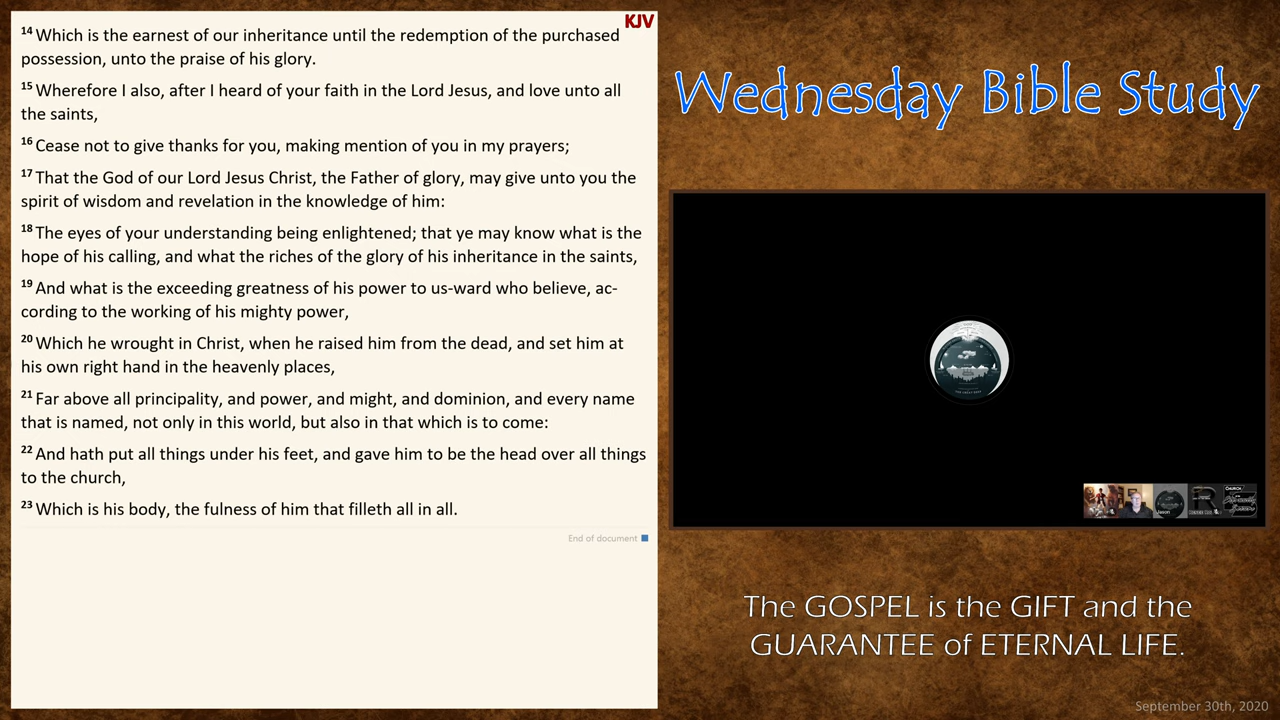 KJV
14 Which is the earnest of our inheritance until the redemption of the purchased
possession, unto the praise of his glory.
15 Wherefore I also, after I heard of your faith in the Lord Jesus, and love unto all
the saints,
16 Cease not to give thanks for you, making mention of you in my prayers;
17 That the God of our Lord Jesus Christ, the Father of glory, may give unto you the
spirit of wisdom and revelation in the knowledge of him:
18 The eyes of your understanding being enlightened; that ye may know what is the
hope of his calling, and what the riches of the glory of his inheritance in the saints,
19 And what is the exceeding greatness of his power to us-ward who believe, ac-
cording to the working of his mighty power,
20 Which he wrought in Christ, when he raised him from the dead, and set him at
his own right hand in the heavenly places,
21 Far above all principality, and power, and might, and dominion, and every name
that is named, not only in this world, but also in that which is to come:
22 And hath put all things under his feet, and gave him to be the head over all things
to the church,
23 Which is his body, the fulness of him that filleth all in all.
End of document
Wednesday Bible Study
Jason
CHURCH
The GOSPEL is the GIFT and the
GUARANTEE of ETERNAL LIFE.
September 30th, 2020